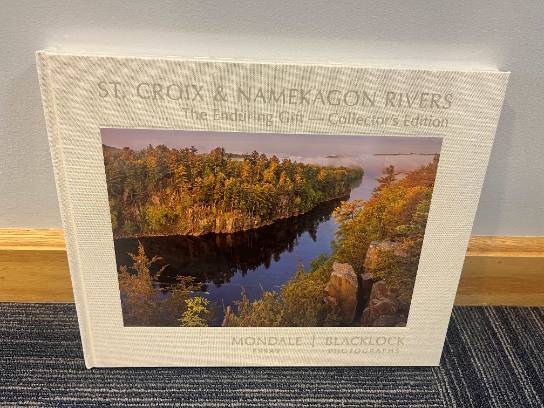 ST. CROIX & NAMEKAGON RIVERS
The Enduring Gift — Collector's Edition
MONDALE | BLACKLOCK
ESSAY PHOTOGRAPHS